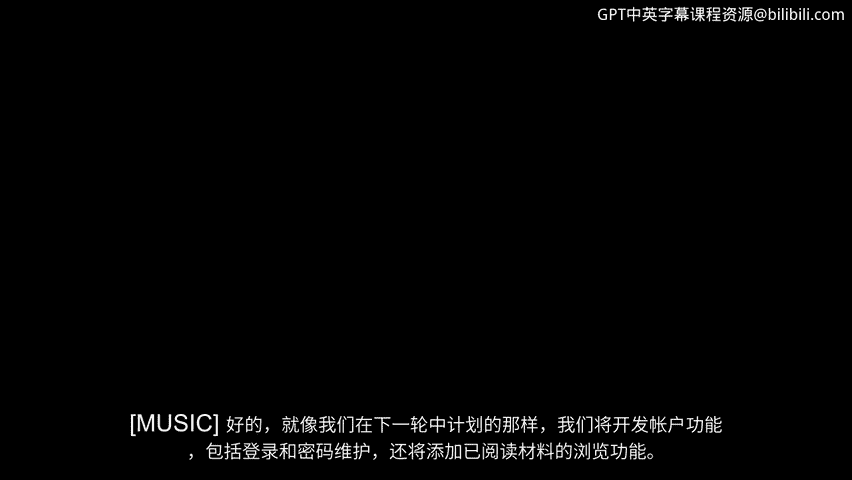 GPT中英字幕课程资源@bilibili.com
[MUSIC] 好的，就像我们在下一轮中计划的那样，我们将开发帐户功能
，包括登录和密码维护，还将添加已阅读材料的浏览功能。